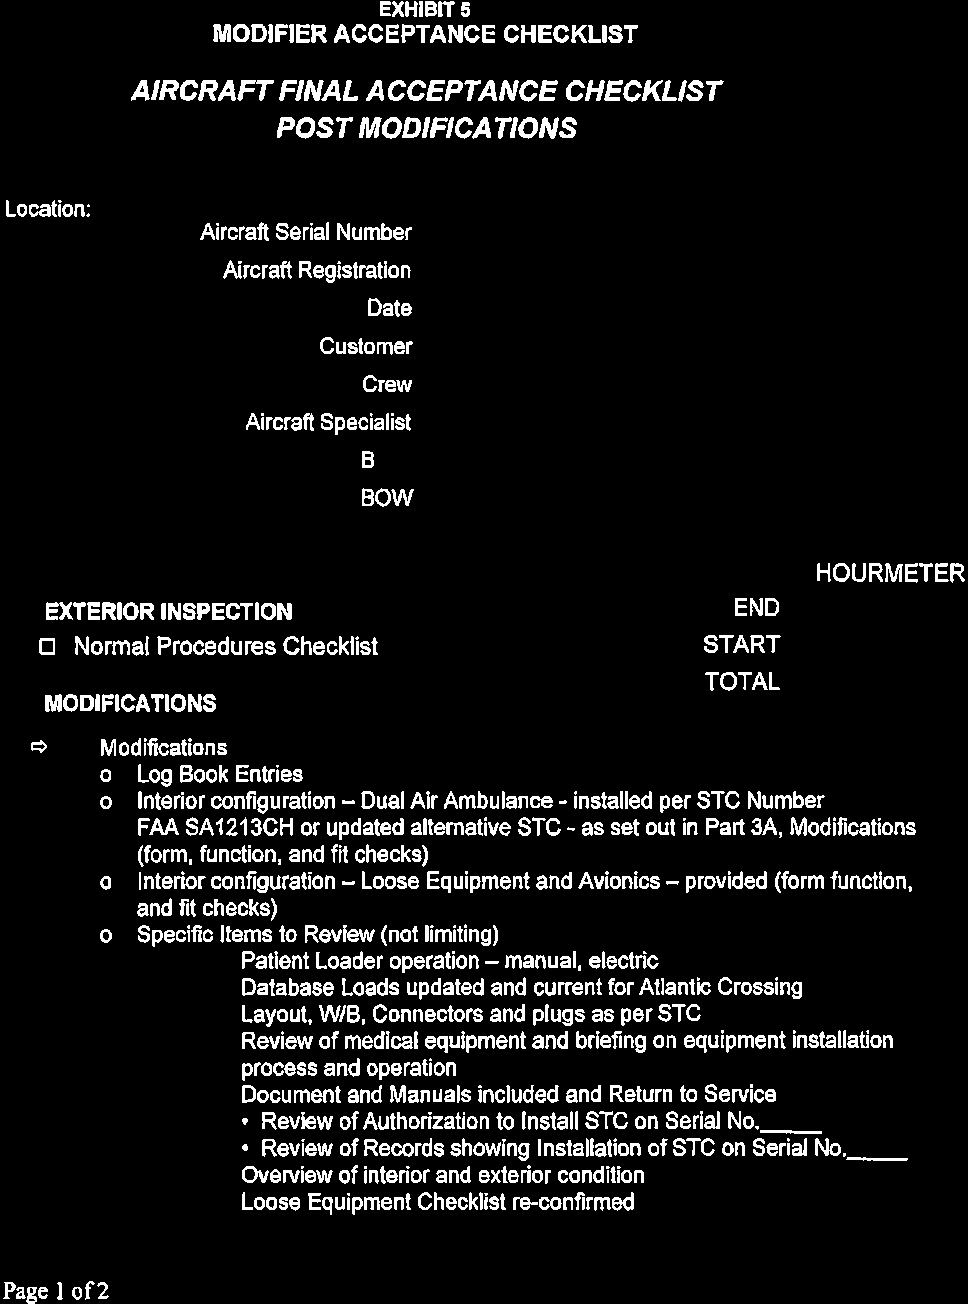 EXHIBIT 5
MODIFIER ACCEPTANCE CHECKLIST
AIRCRAFT FINAL ACCEPTANCE CHECKLIST
POST MODIFICATIONS
Location:
Aircraft Serial Number
Aircraft Registration
Date
Customer
Crew
Aircraft Specialist
B
BOW
HOURMETER
EXTERIOR INSPECTION
END
□ Normal Procedures Checklist
START
TOTAL
MODIFICATIONS
⇨ Modifications
o Log Book Entries
o Interior configuration – Dual Air Ambulance - installed per STC Number
FAA SA1213CH or updated alternative STC - as set out in Part 3A, Modifications
(form, function, and fit checks)
o Interior configuration – Loose Equipment and Avionics – provided (form function,
and fit checks)
o Specific Items to Review (not limiting)
Patient Loader operation – manual, electric
Database Loads updated and current for Atlantic Crossing
Layout, W/B, Connectors and plugs as per STC
Review of medical equipment and briefing on equipment installation
process and operation
Document and Manuals included and Return to Service
• Review of Authorization to Install STC on Serial No._____
• Review of Records showing Installation of STC on Serial No._____
Overview of interior and exterior condition
Loose Equipment Checklist re-confirmed
Page 1 of 2